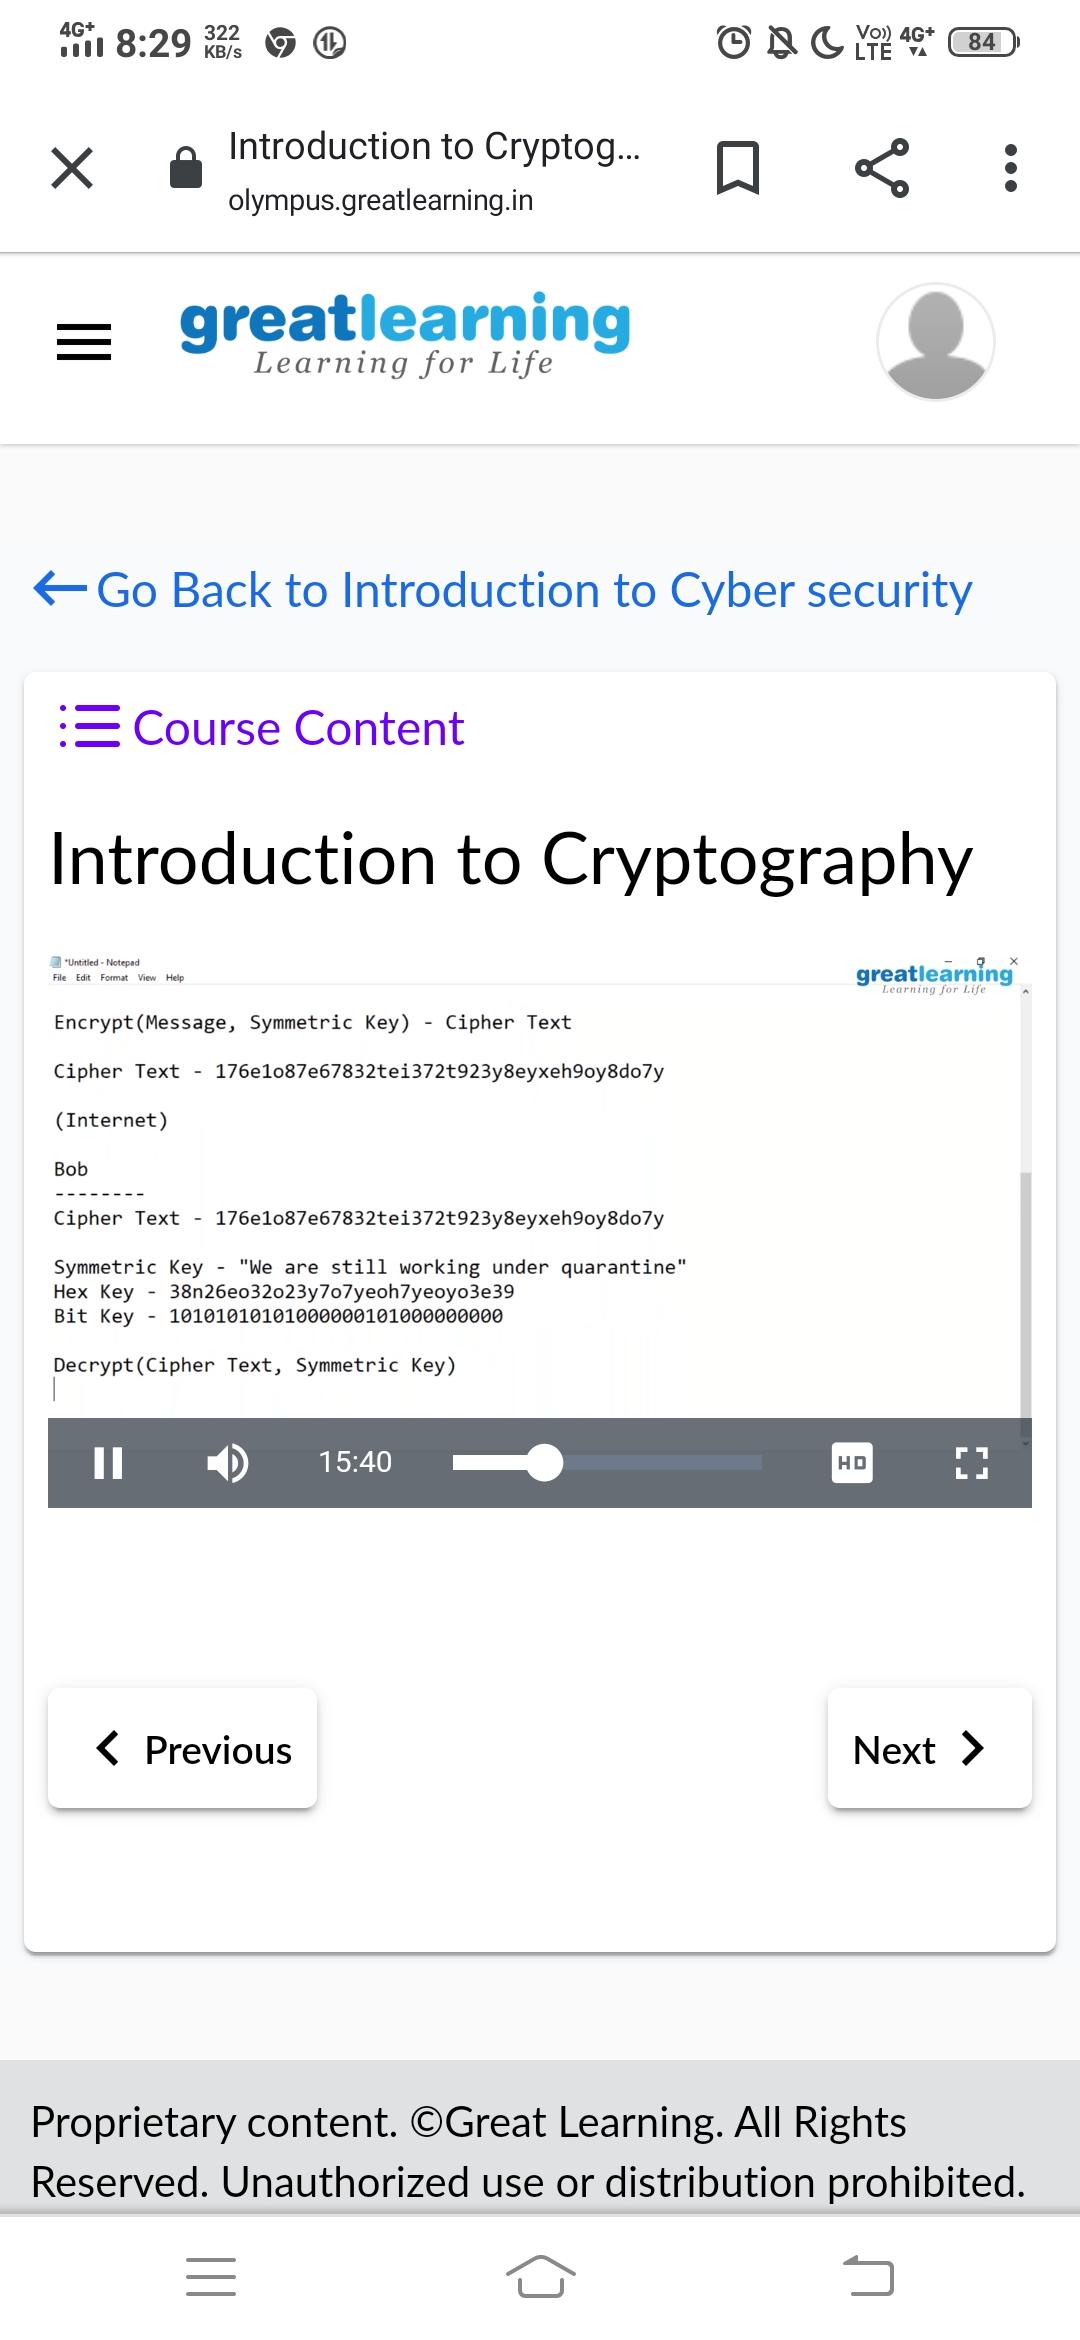 4G+ 8:29 322 KB/s Vo)) LTE 4G+ 84
Introduction to Cryptog...
olympus.greatlearning.in
greatlearning
Learning for Life
Go Back to Introduction to Cyber security
Course Content
Introduction to Cryptography
*Untitled - Notepad
File Edit Format View Help
greatlearning
Learning for Life
Encrypt(Message, Symmetric Key) - Cipher Text
Cipher Text - 176e1o87e67832tei372t923y8eyxeh9oy8do7y
(Internet)
Bob
--------
Cipher Text - 176e1o87e67832tei372t923y8eyxeh9oy8do7y
Symmetric Key - "We are still working under quarantine"
Hex Key - 38n26eo32o23y7o7yeoh7yeoyo3e39
Bit Key - 10101010101000000101000000000
Decrypt(Cipher Text, Symmetric Key)
15:40 HD
Previous
Next
Proprietary content. ©Great Learning. All Rights
Reserved. Unauthorized use or distribution prohibited.